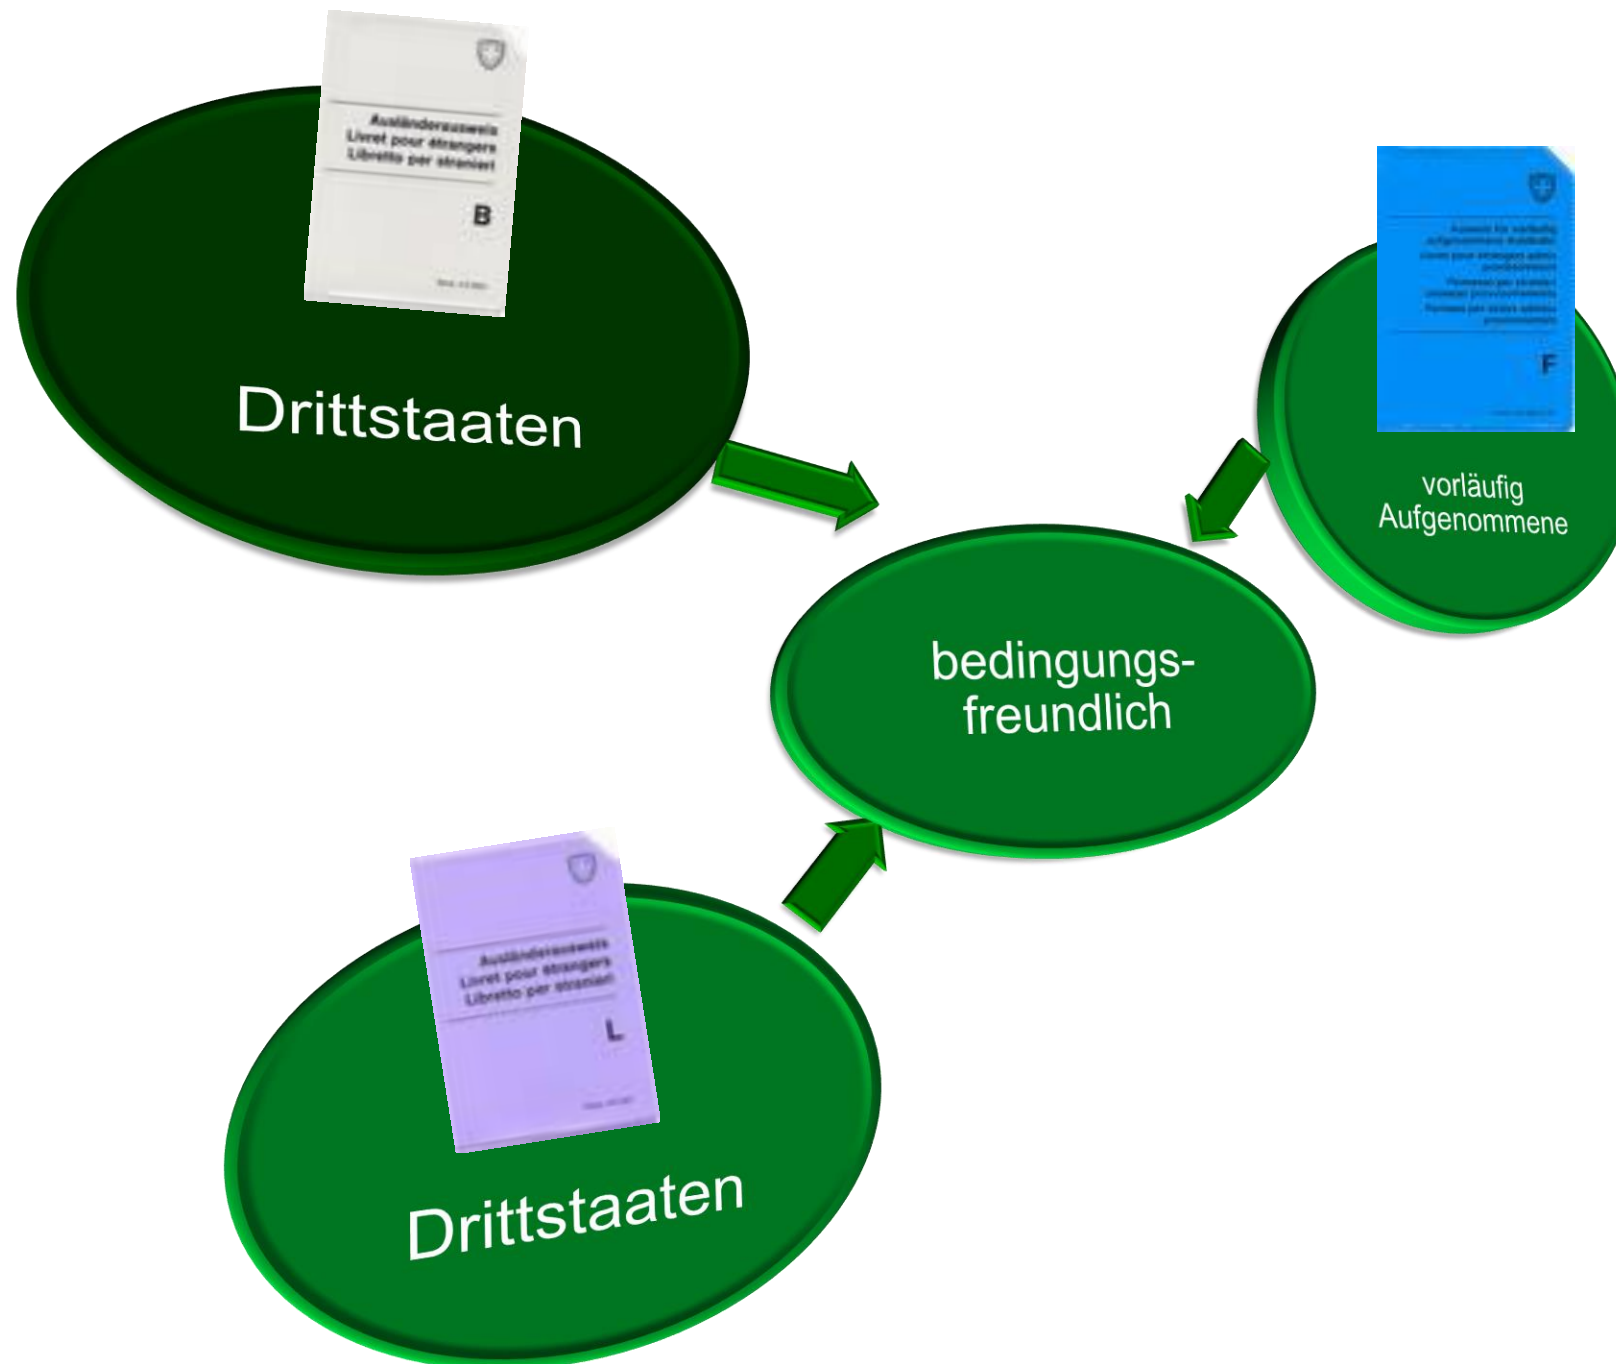 Ausländerausweis
Livret pour étrangers
Libretto per stranieri
B
Drittstaaten
F
vorläufig
Aufgenommene
bedingungs-
freundlich
Ausländerausweis
Livret pour étrangers
Libretto per stranieri
L
Drittstaaten